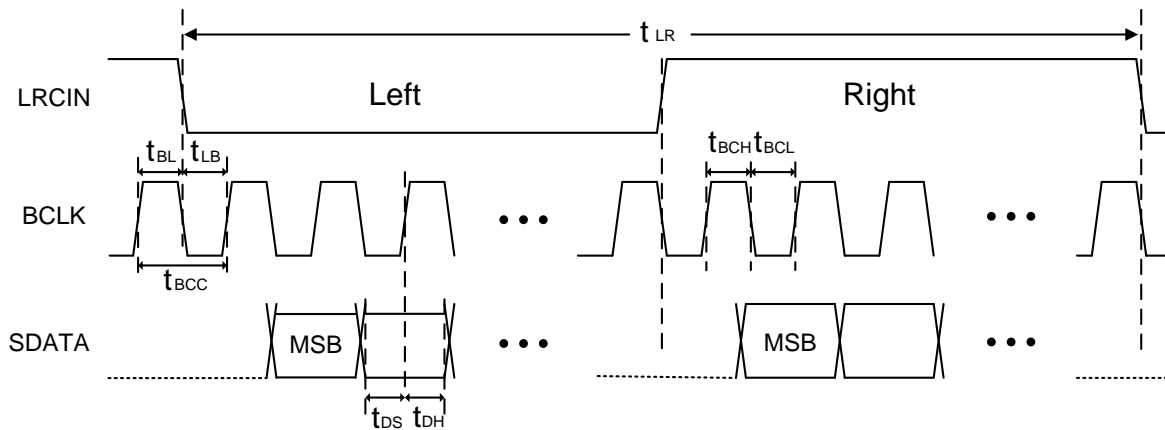 tLR
LRCIN
Left
Right
tBL
tLB
tBCH
tBCL
BCLK
tBCC
SDATA
MSB
MSB
tDS
tDH